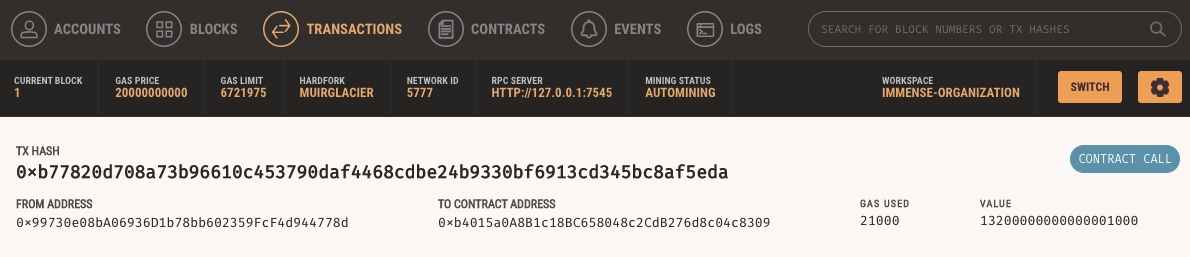 ACCOUNTS BLOCKS TRANSACTIONS CONTRACTS EVENTS LOGS SEARCH FOR BLOCK NUMBERS OR TX HASHES
CURRENT BLOCK GAS PRICE GAS LIMIT HARDFORK NETWORK ID RPC SERVER MINING STATUS WORKSPACE
1 20000000000 6721975 MUIRGLACIER 5777 HTTP://127.0.0.1:7545 AUTOMINING IMMENSE-ORGANIZATION SWITCH
TX HASH
0×b77820d708a73b96610c453790daf4468cdbe24b9330bf6913cd345bc8af5eda CONTRACT CALL
FROM ADDRESS TO CONTRACT ADDRESS GAS USED VALUE
0×99730e08bA06936D1b78bb602359FcF4d944778d 0×b4015a0A8B1c18BC658048c2CdB276d8c04c8309 21000 13200000000000001000